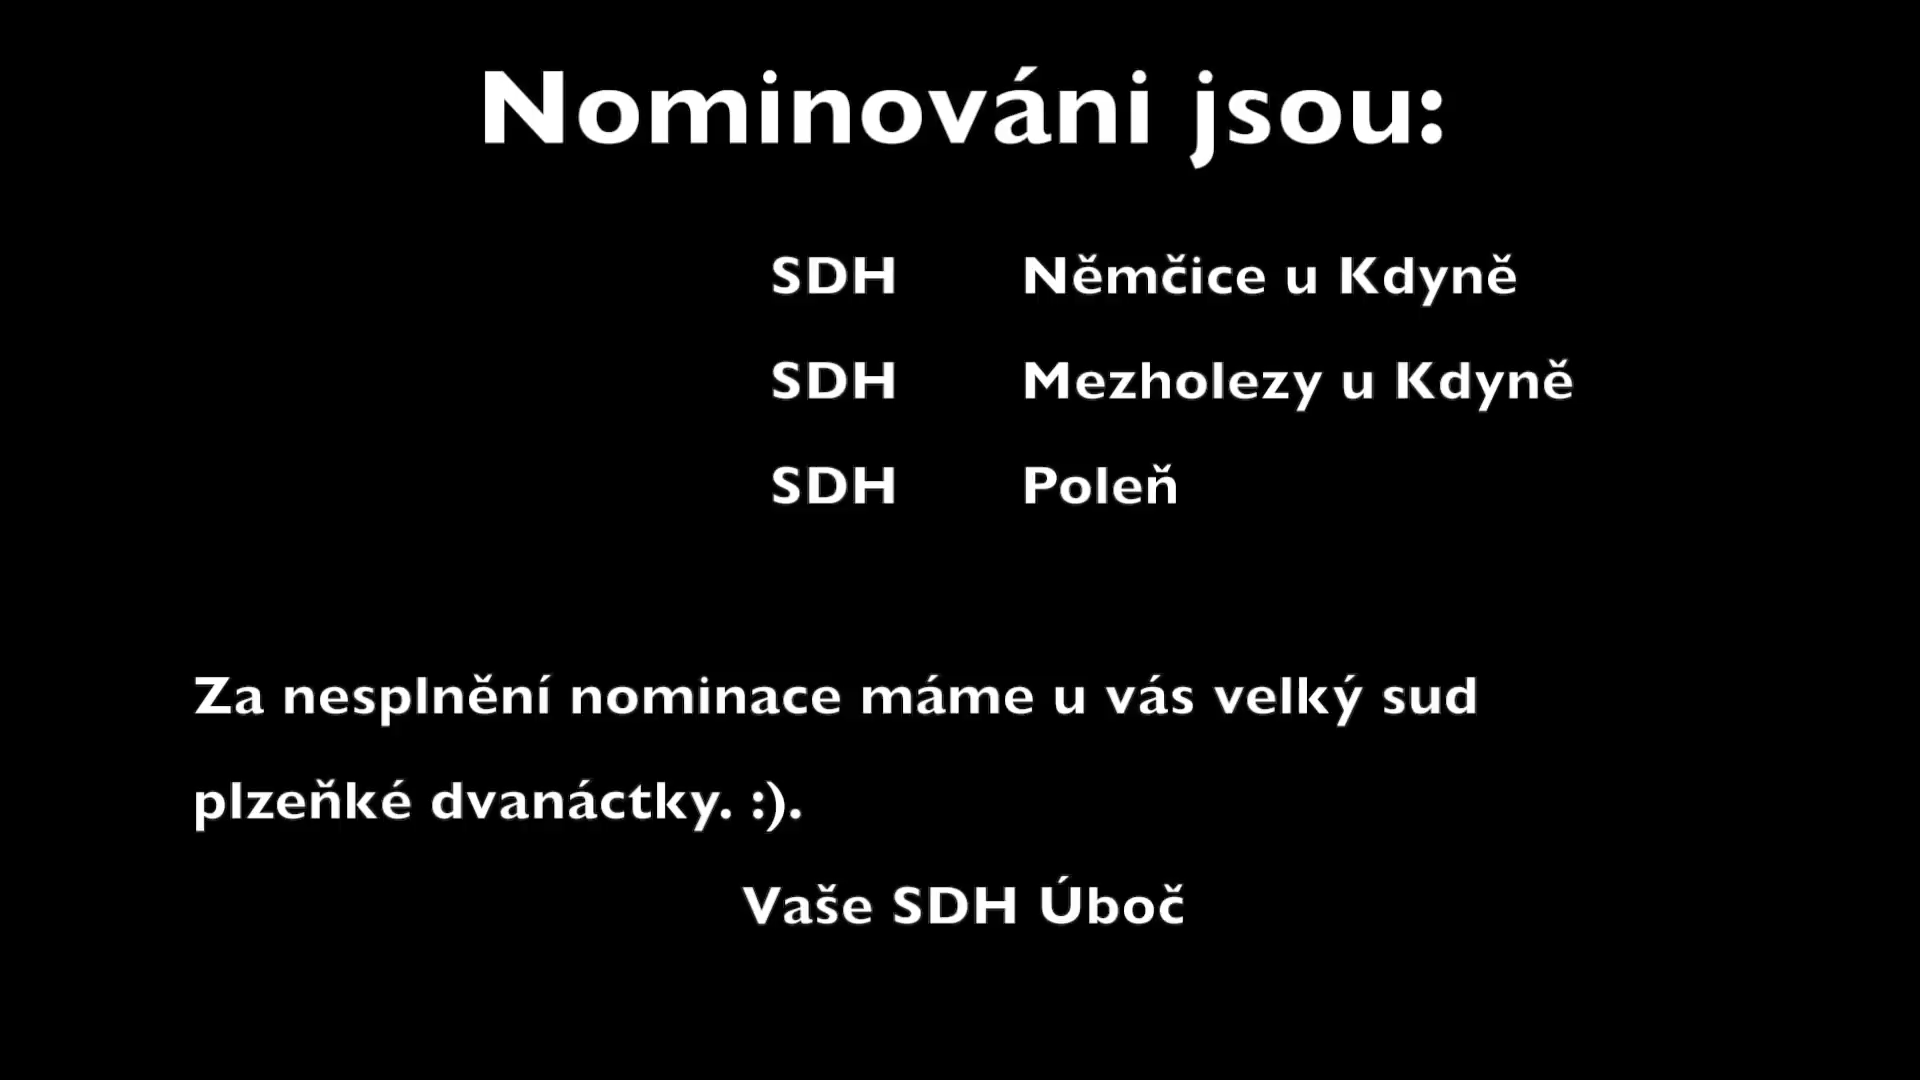 Nominováni jsou:
SDH Němčice u Kdyně
SDH Mezholezy u Kdyně
SDH Poleň
Za nesplnění nominace máme u vás velký sud
plzeňké dvanáctky. :).
Vaše SDH Úboč